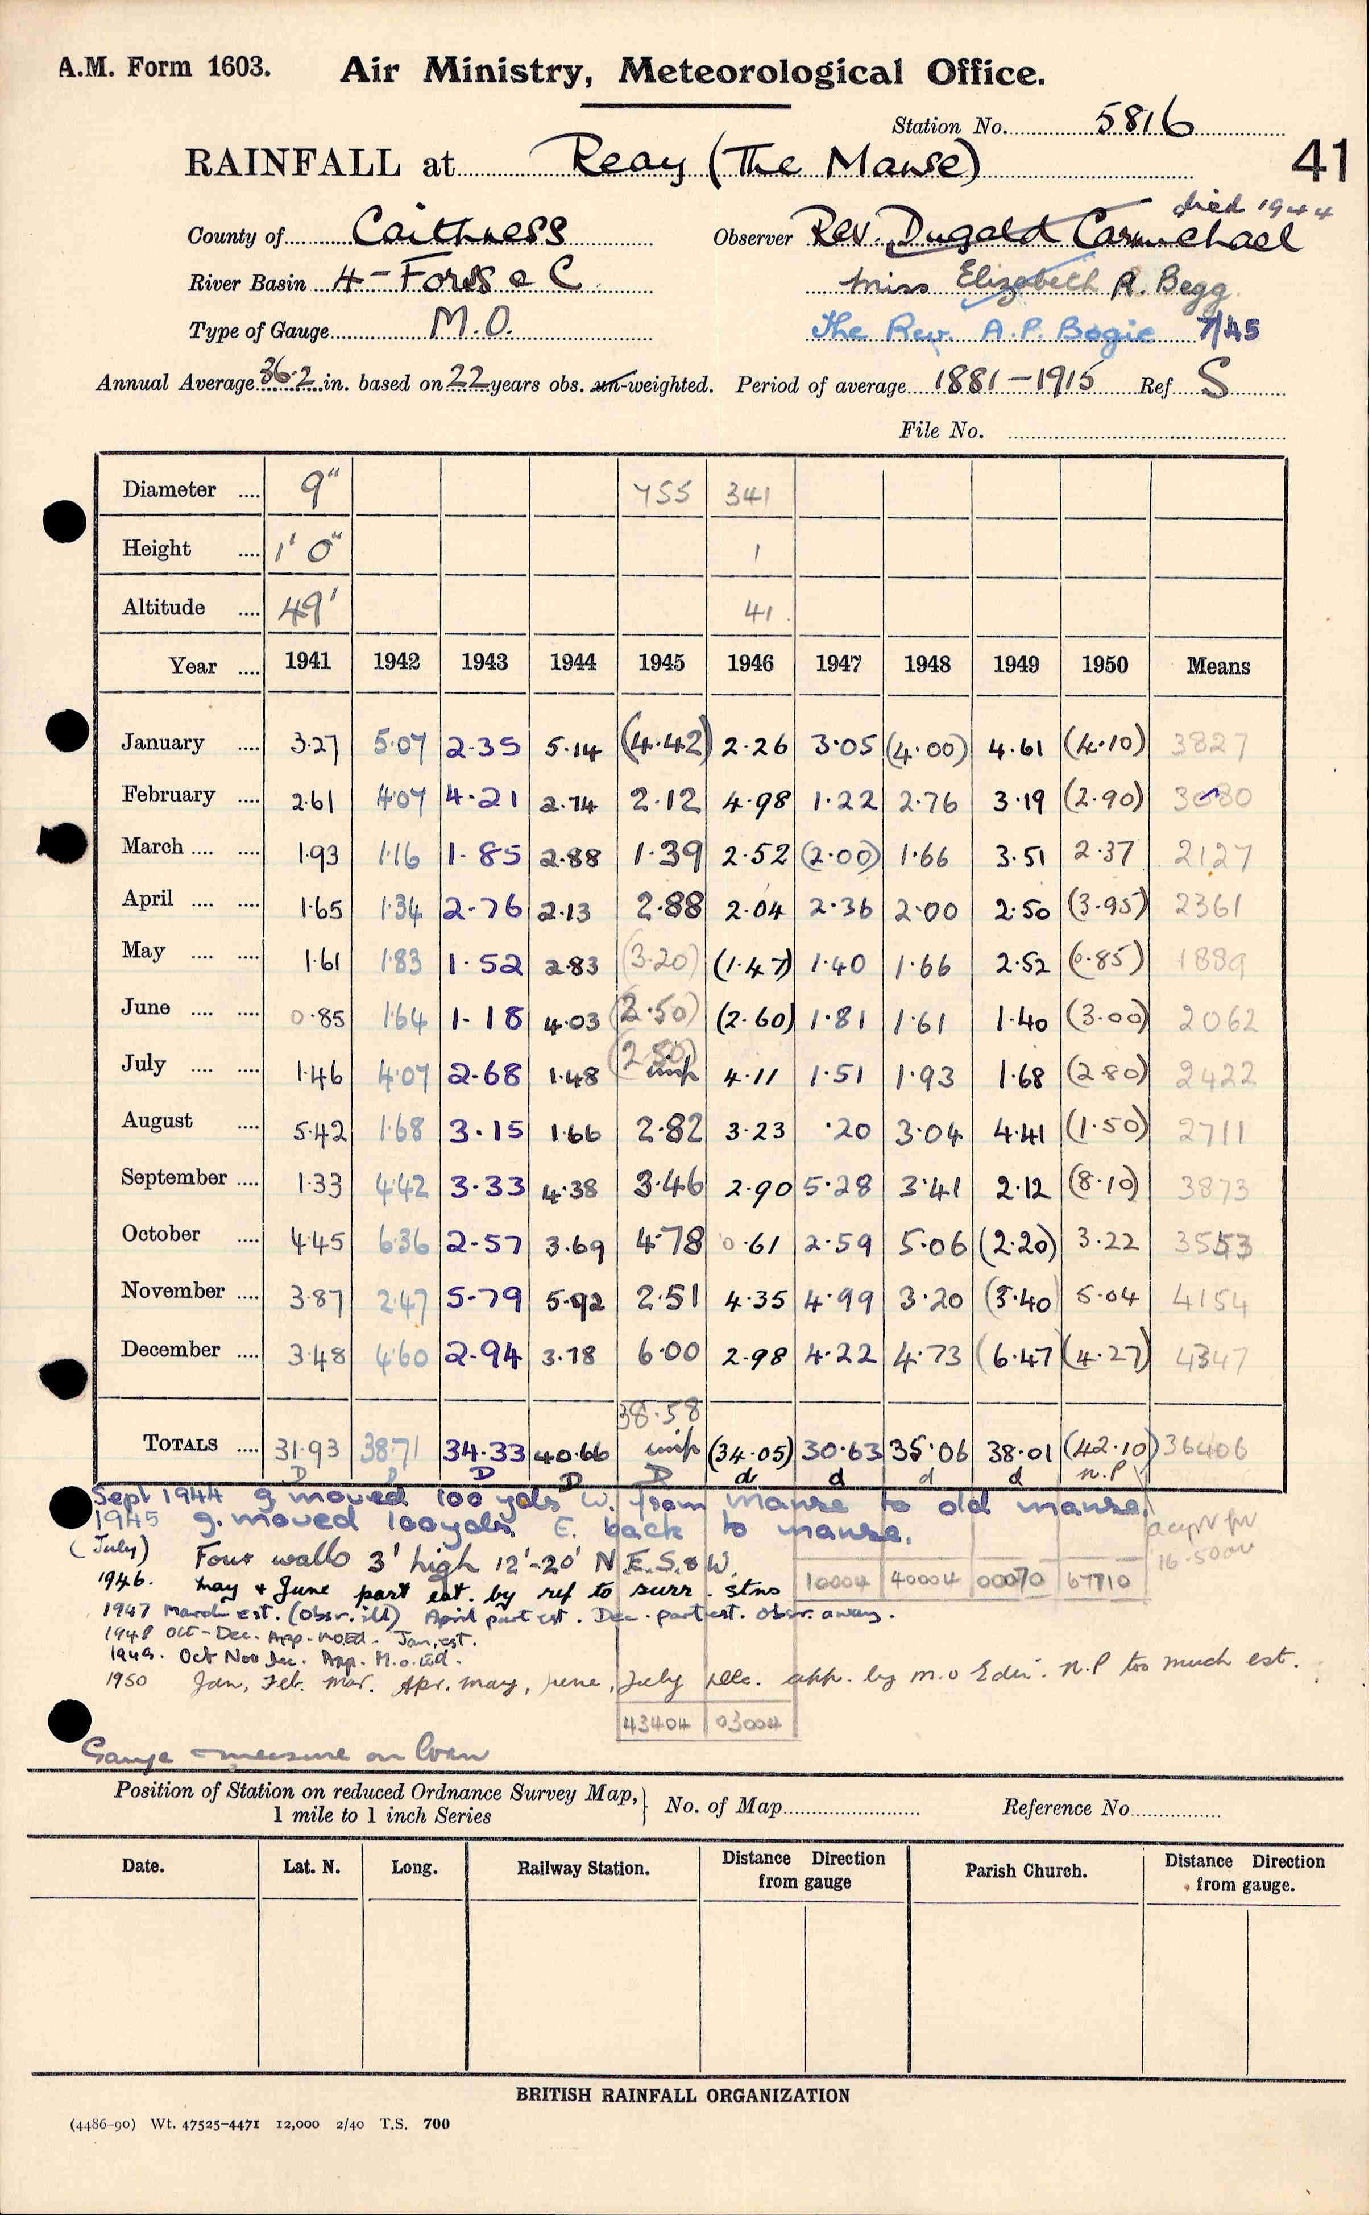 A.M. Form 1603. Air Ministry, Meteorological Office.
Station No. 5816
41
RAINFALL at Reay (The Manse)
died 1944
County of Caithness Observer Rev. Dugald Carmichael
River Basin 4 - Forss & C Miss Elizabeth R. Begg
Type of Gauge M.O. The Rev. A.P. Bogie 7/45
Annual Average 36.2 in. based on 22 years obs. un-weighted. Period of average 1881-1915 Ref S
File No.
Diameter .... 9" 755 341
Height .... 1' 0" 1
Altitude .... 49' 41
Year .... 1941 1942 1943 1944 1945 1946 1947 1948 1949 1950 Means
January .... 3.27 5.07 2.35 5.14 (4.42) 2.26 3.05 (4.00) 4.61 (4.10) 3827
February .... 2.61 4.07 4.21 2.74 2.12 4.98 1.22 2.76 3.19 (2.90) 3080
March .... .... 1.93 1.16 1.85 2.88 1.39 2.52 (2.00) 1.66 3.51 2.37 2127
April .... .... 1.65 1.34 2.76 2.13 2.88 2.04 2.36 2.00 2.50 (3.95) 2361
May .... .... 1.61 1.83 1.52 2.83 (3.20) (1.47) 1.40 1.66 2.52 (0.85) 1889
June .... .... 0.85 1.64 1.18 4.03 (2.50) (2.60) 1.81 1.61 1.40 (3.00) 2062
July .... .... 1.46 4.07 2.68 1.48 (2.50) imp 4.11 1.51 1.93 1.68 (2.80) 2422
August .... 5.42 1.68 3.15 1.66 2.82 3.23 .20 3.04 4.41 (1.50) 2711
September .... 1.33 4.42 3.33 4.38 3.46 2.90 5.28 3.41 2.12 (8.10) 3873
October .... 4.45 6.36 2.57 3.69 4.78 0.61 2.59 5.06 (2.20) 3.22 3553
November .... 3.87 2.47 5.79 5.92 2.51 4.35 4.99 3.20 (3.40) 5.04 4154
December .... 3.48 4.60 2.94 3.78 6.00 2.98 4.22 4.73 (6.47) (4.27) 4347
38.58
TOTALS .... 31.93 38.71 34.33 40.66 imp (34.05) 30.63 35.06 38.01 (42.10) 36406
D D D D D d d d d n.P
Sept 1944 g. moved 100 yds W. from Manse to old manse.
1945 g. moved 100 yds E. back to manse.
(July) Four walls 3' high 12'-20' N.E.S. & W.
16-50
10004 40004 00070 67710
1946. May & June part est. by ref to surr. stns
1947 March est. (obsr. ill) April part est. Dec. part est. obsr. away.
1948 Oct-Dec. App. M.O.Ed. Jan. est.
1949. Oct Nov Dec. App. M.O. Ed.
1950 Jan, Feb. Mar. Apr. May, June, July Dec. app. by M.O Edin. n.P too much est.
43404 03004
Gauge & measure on loan
Position of Station on reduced Ordnance Survey Map, 1 mile to 1 inch Series } No. of Map Reference No.
Date. Lat. N. Long. Railway Station. Distance Direction from gauge Parish Church. Distance Direction from gauge.
BRITISH RAINFALL ORGANIZATION
(4486-90) Wt. 47525-4471 12,000 2/40 T.S. 700